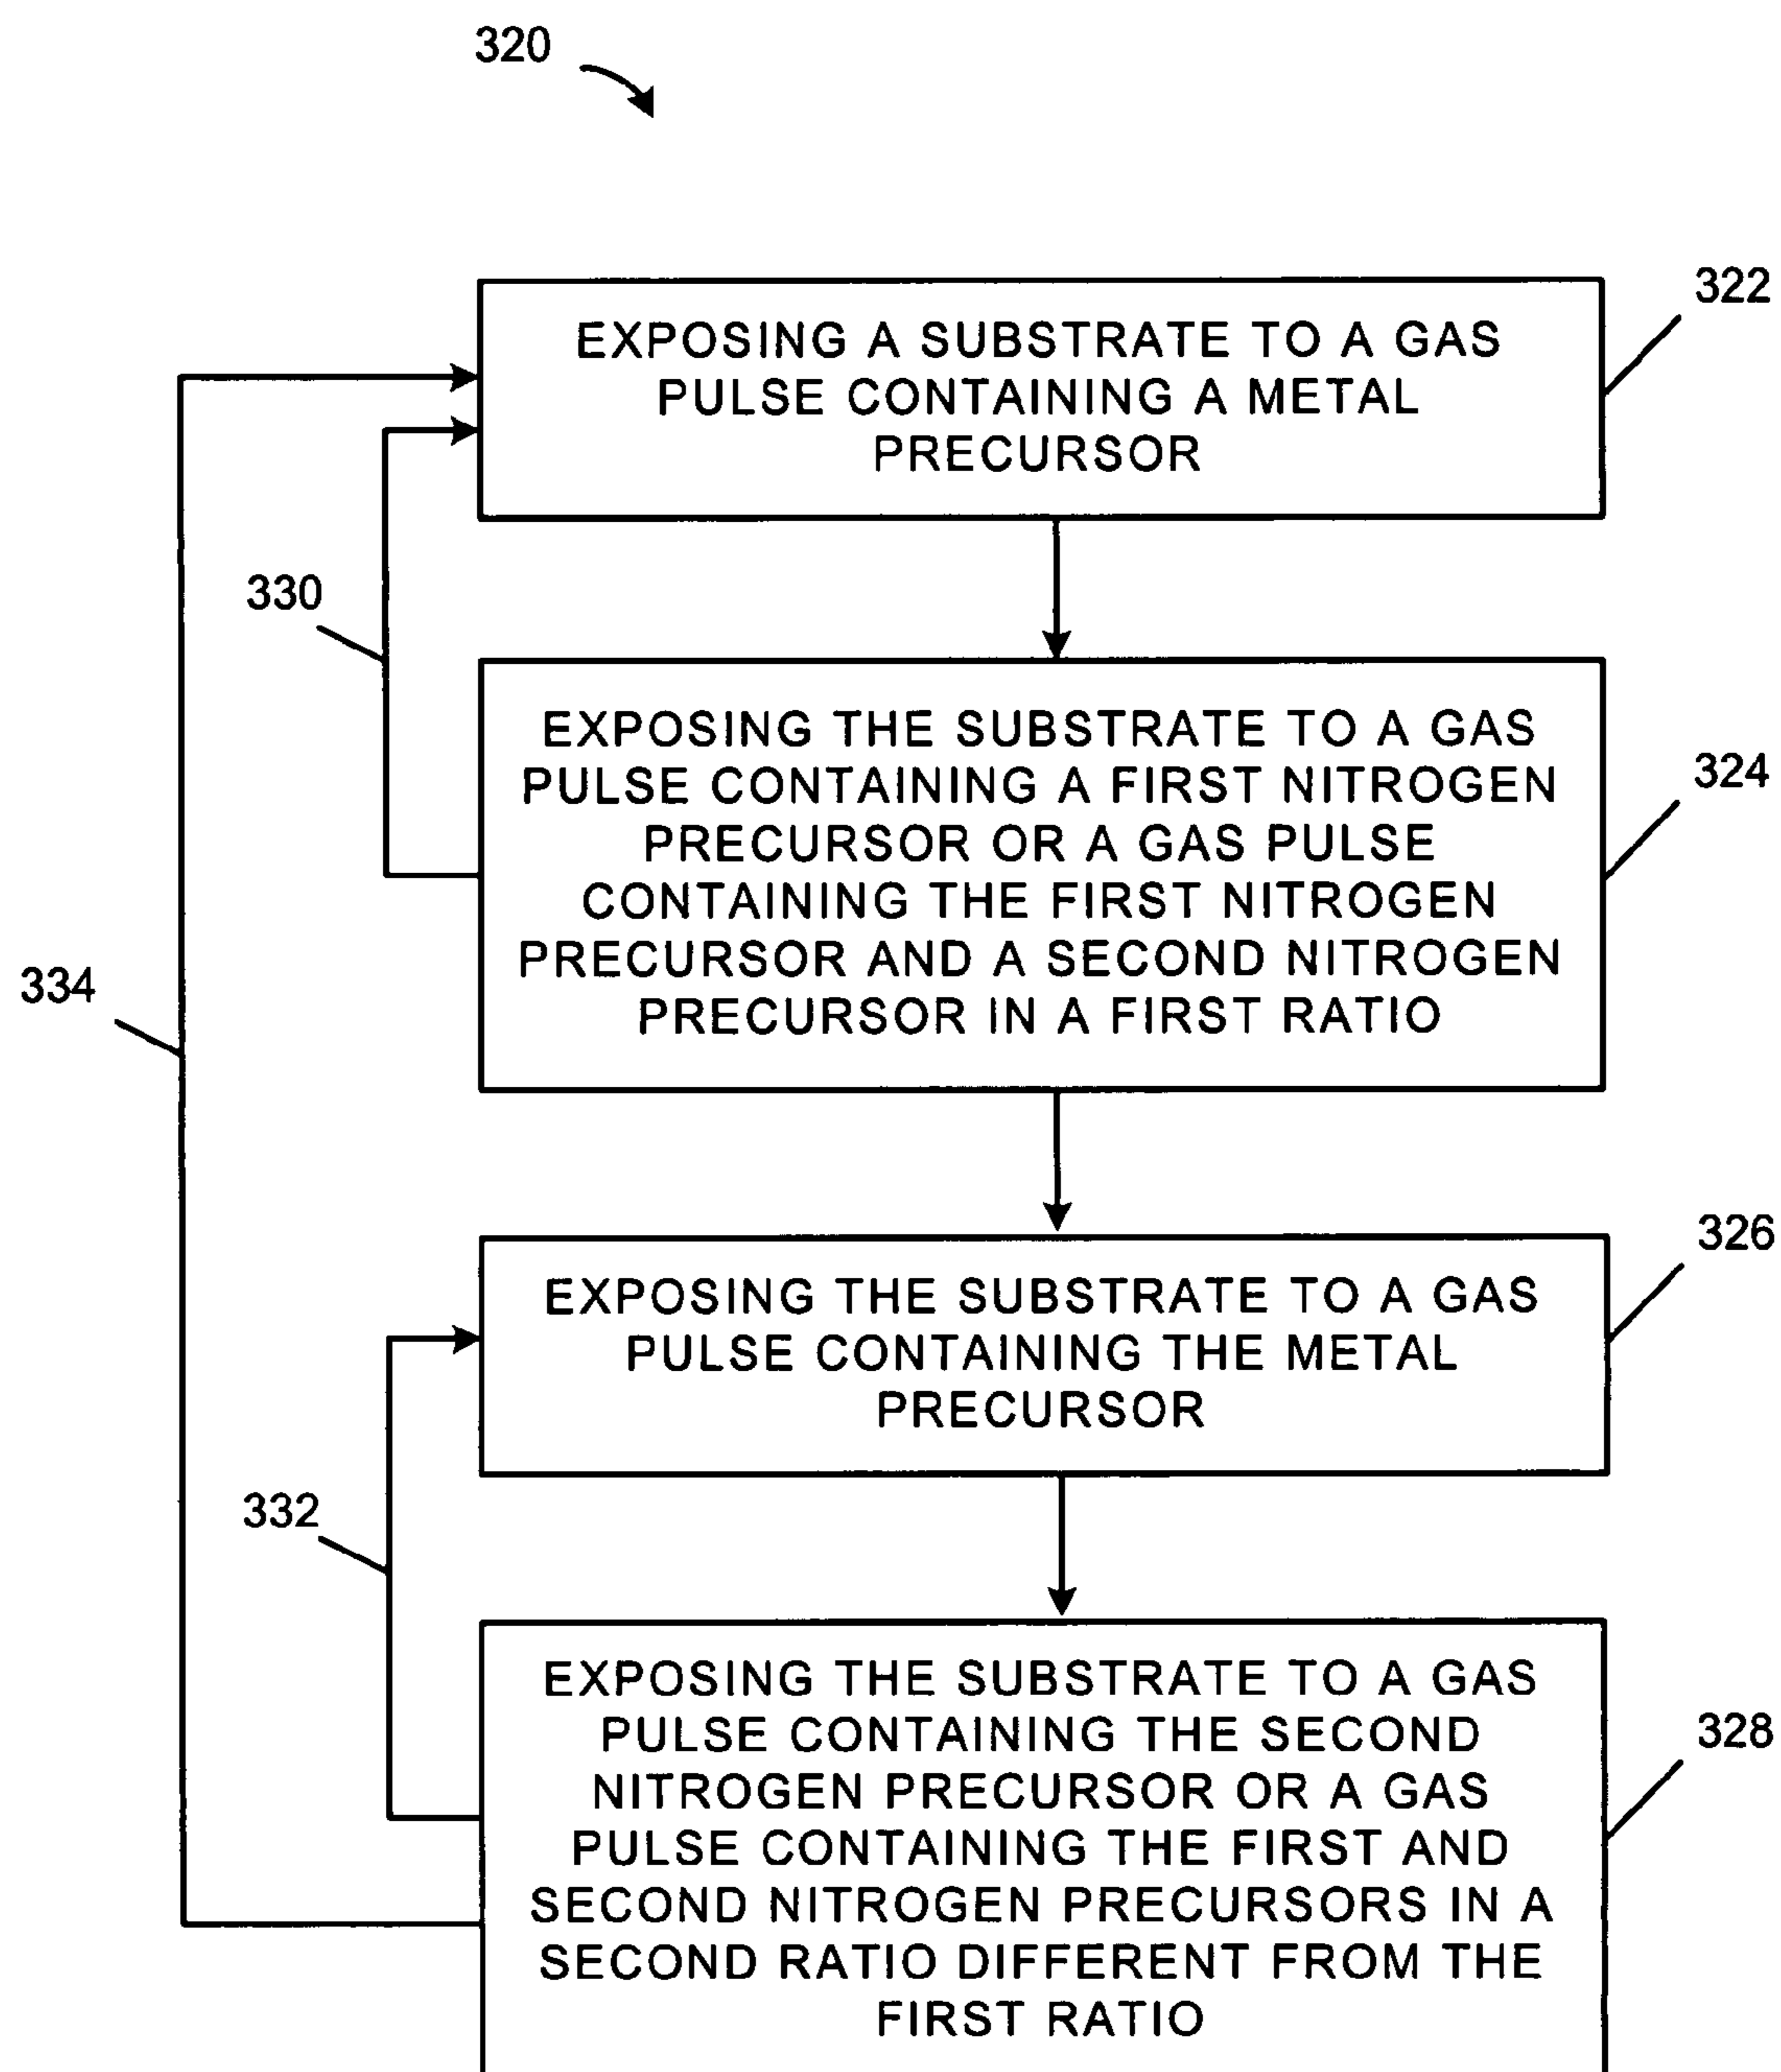 320
322
EXPOSING A SUBSTRATE TO A GAS
PULSE CONTAINING A METAL
PRECURSOR
330
324
EXPOSING THE SUBSTRATE TO A GAS
PULSE CONTAINING A FIRST NITROGEN
PRECURSOR OR A GAS PULSE
CONTAINING THE FIRST NITROGEN
PRECURSOR AND A SECOND NITROGEN
PRECURSOR IN A FIRST RATIO
334
326
EXPOSING THE SUBSTRATE TO A GAS
PULSE CONTAINING THE METAL
PRECURSOR
332
328
EXPOSING THE SUBSTRATE TO A GAS
PULSE CONTAINING THE SECOND
NITROGEN PRECURSOR OR A GAS
PULSE CONTAINING THE FIRST AND
SECOND NITROGEN PRECURSORS IN A
SECOND RATIO DIFFERENT FROM THE
FIRST RATIO